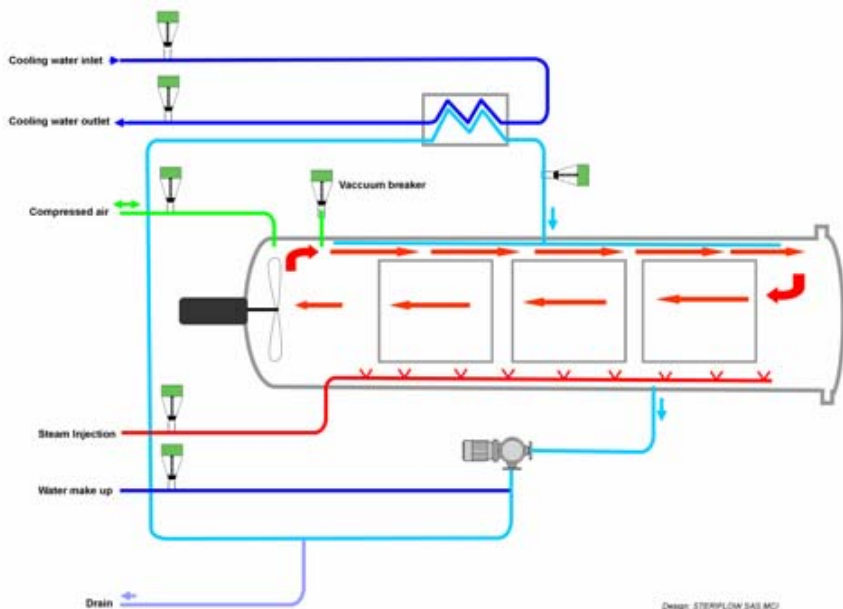 Cooling water inlet
Cooling water outlet
Vaccuum breaker
Compressed air
Steam Injection
Water make up
Drain
Design: STERIFLOW SAS MCI